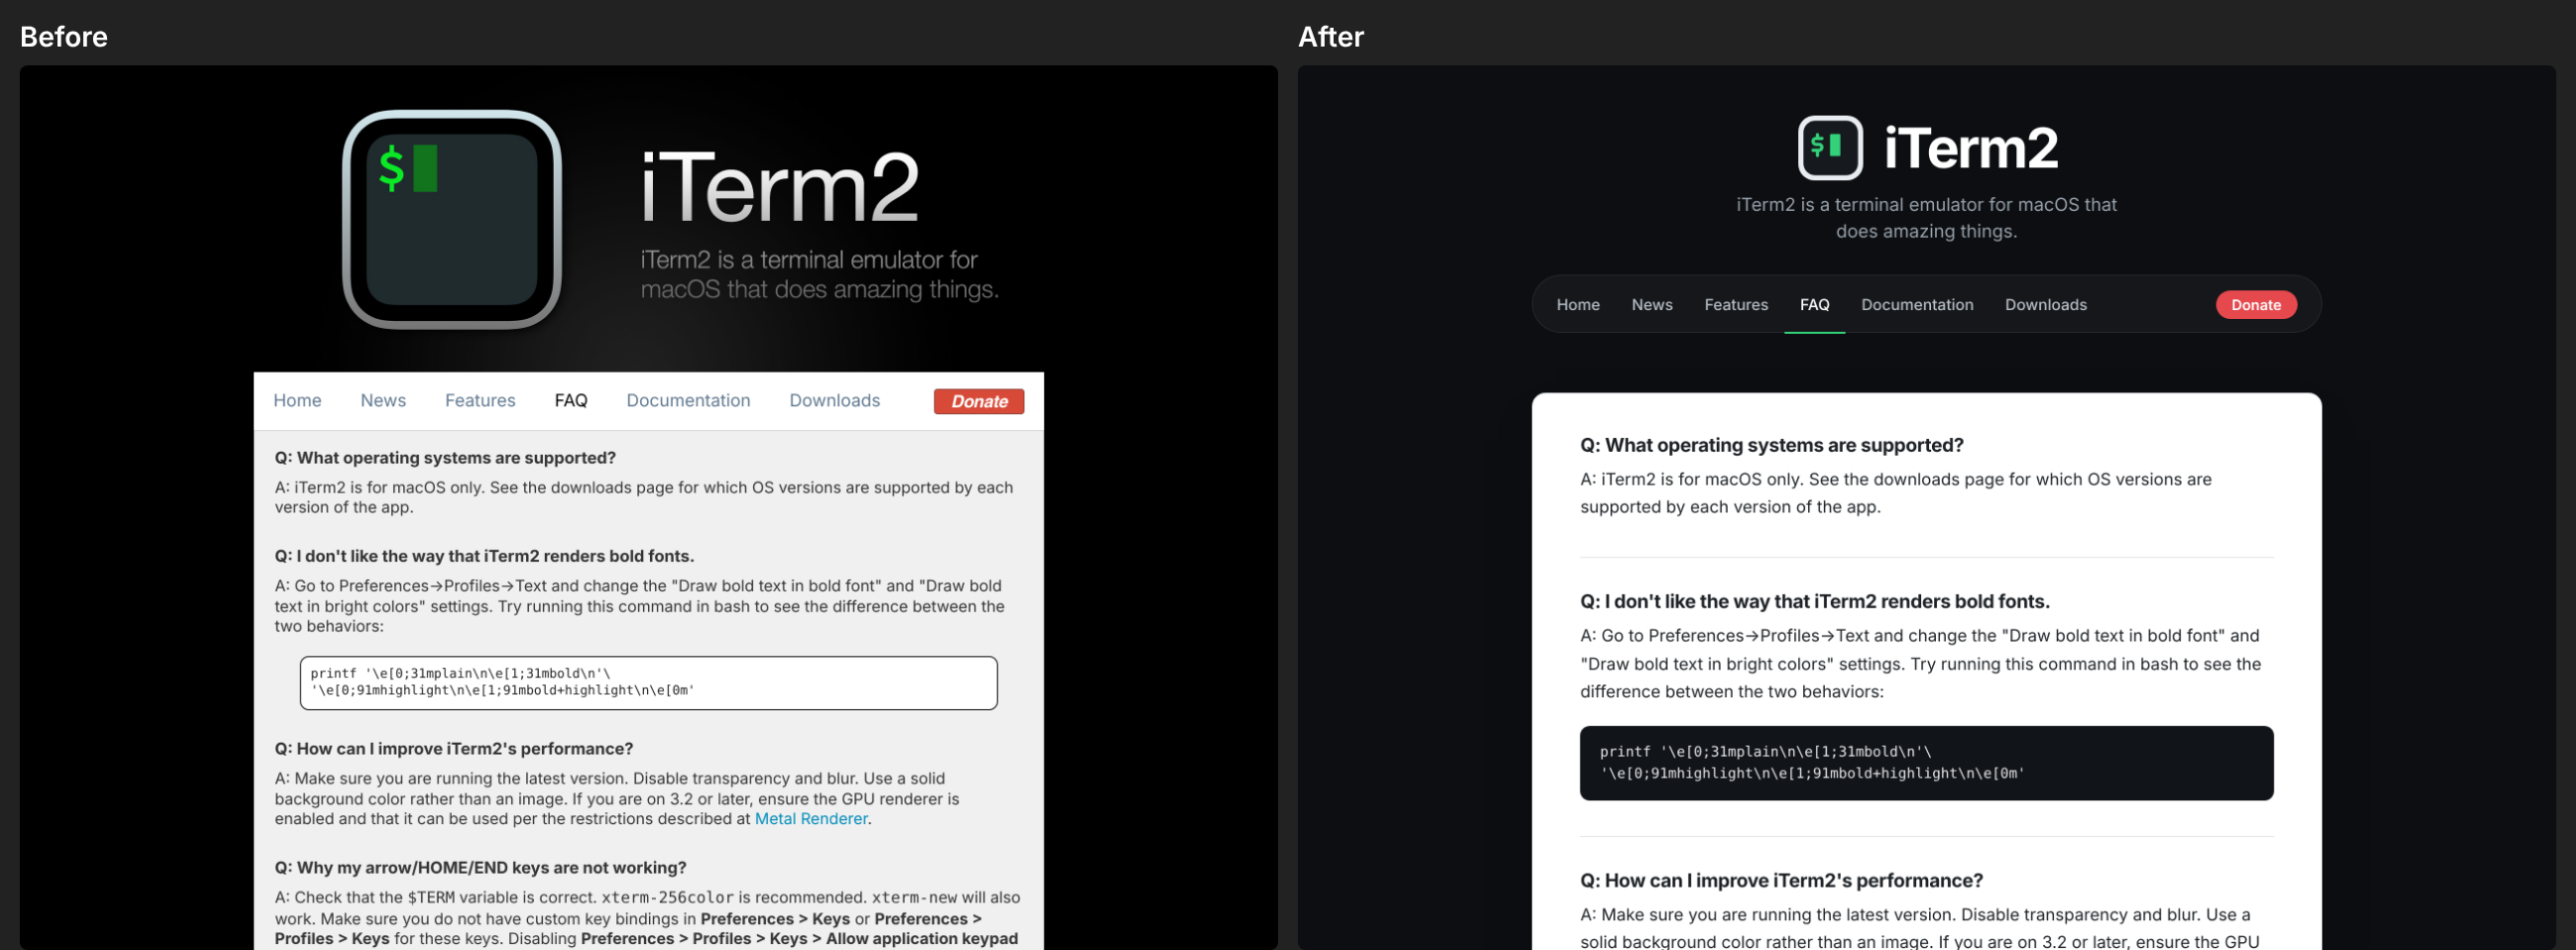 Before
$
iTerm2
iTerm2 is a terminal emulator for
macOS that does amazing things.
Home News Features FAQ Documentation Downloads Donate
Q: What operating systems are supported?
A: iTerm2 is for macOS only. See the downloads page for which OS versions are supported by each
version of the app.
Q: I don't like the way that iTerm2 renders bold fonts.
A: Go to Preferences→Profiles→Text and change the "Draw bold text in bold font" and "Draw bold
text in bright colors" settings. Try running this command in bash to see the difference between the
two behaviors:
printf '\e[0;31mplain\n\e[1;31mbold\n'\
'\e[0;91mhighlight\n\e[1;91mbold+highlight\n\e[0m'
Q: How can I improve iTerm2's performance?
A: Make sure you are running the latest version. Disable transparency and blur. Use a solid
background color rather than an image. If you are on 3.2 or later, ensure the GPU renderer is
enabled and that it can be used per the restrictions described at Metal Renderer.
Q: Why my arrow/HOME/END keys are not working?
A: Check that the $TERM variable is correct. xterm-256color is recommended. xterm-new will also
work. Make sure you do not have custom key bindings in Preferences > Keys or Preferences >
Profiles > Keys for these keys. Disabling Preferences > Profiles > Keys > Allow application keypad
After
$
iTerm2
iTerm2 is a terminal emulator for macOS that
does amazing things.
Home News Features FAQ Documentation Downloads Donate
Q: What operating systems are supported?
A: iTerm2 is for macOS only. See the downloads page for which OS versions are
supported by each version of the app.
Q: I don't like the way that iTerm2 renders bold fonts.
A: Go to Preferences→Profiles→Text and change the "Draw bold text in bold font" and
"Draw bold text in bright colors" settings. Try running this command in bash to see the
difference between the two behaviors:
printf '\e[0;31mplain\n\e[1;31mbold\n'\
'\e[0;91mhighlight\n\e[1;91mbold+highlight\n\e[0m'
Q: How can I improve iTerm2's performance?
A: Make sure you are running the latest version. Disable transparency and blur. Use a
solid background color rather than an image. If you are on 3.2 or later, ensure the GPU